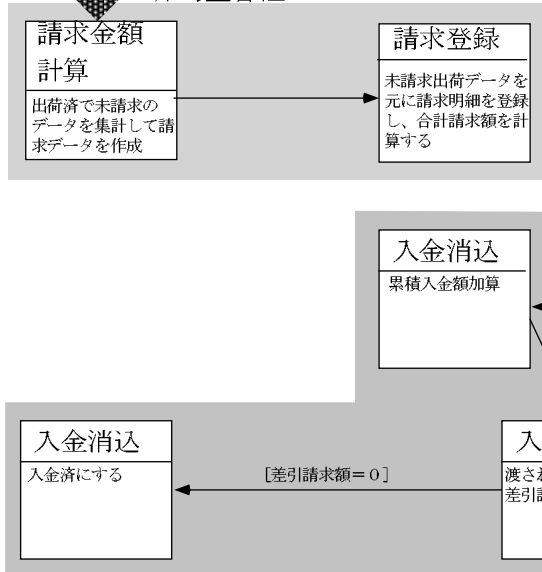 請求金額
計算
出荷済で未請求の
データを集計して請
求データを作成
請求登録
未請求出荷データを
元に請求明細を登録
し、合計請求額を計
算する
入金消込
累積入金額加算
入金消込
入金済にする
[差引請求額=０]
入
渡さ
差引